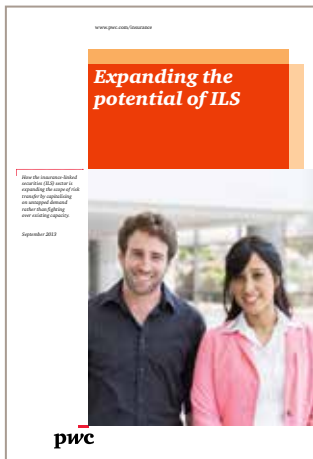 www.pwc.com/insurance
Expanding the
potential of ILS
How the insurance-linked
securities (ILS) sector is
expanding the scope of risk
transfer by capitalising
on untapped demand
rather than fighting
over existing capacity.
September 2013
pwc